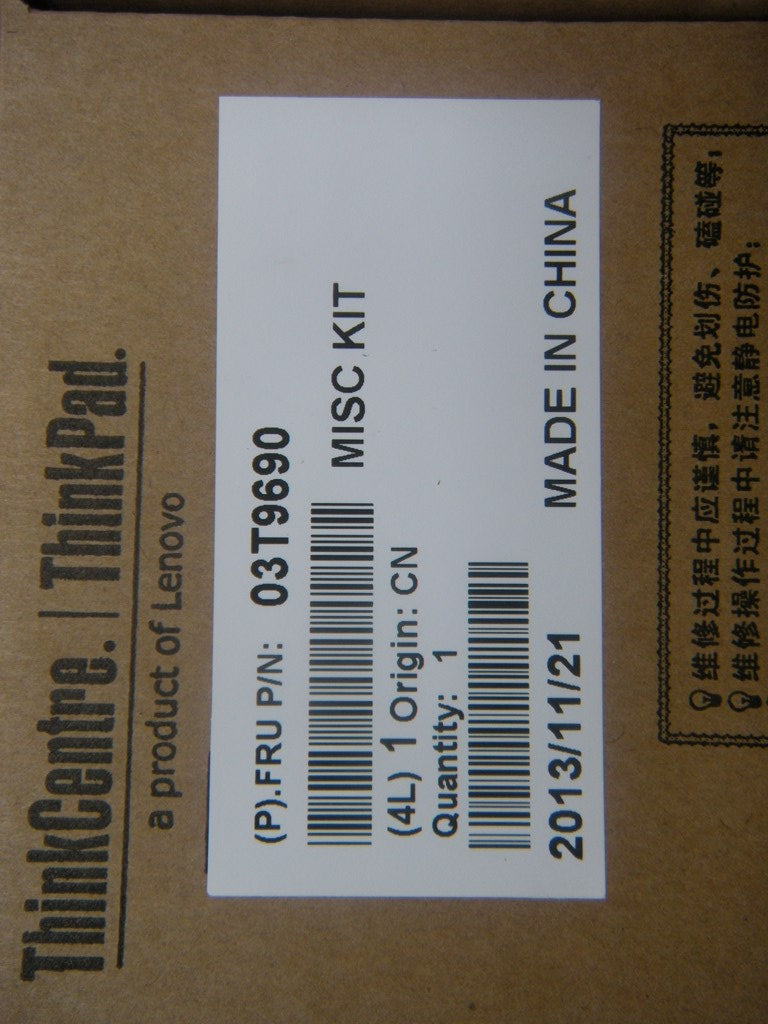 ThinkCentre. | ThinkPad.
a product of Lenovo
(P).FRU P/N: 03T9690
MISC KIT
(4L) 1 Origin: CN
Quantity: 1
2013/11/21 MADE IN CHINA
维修过程中应谨慎，避免划伤、磕碰等；
维修操作过程中请注意静电防护；